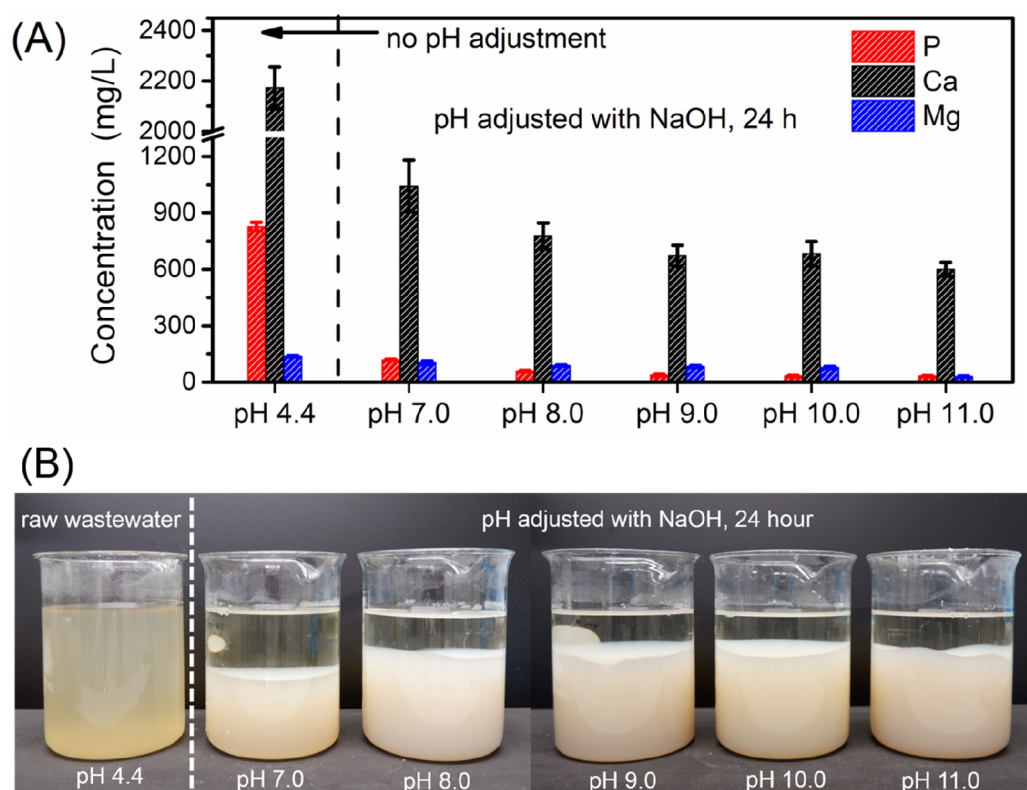 (A)
2400
2200
2000
1200
900
600
300
0
Concentration (mg/L)
no pH adjustment
pH adjusted with NaOH, 24 h
P
Ca
Mg
pH 4.4
pH 7.0
pH 8.0
pH 9.0
pH 10.0
pH 11.0
(B)
raw wastewater
pH adjusted with NaOH, 24 hour
pH 4.4
pH 7.0
pH 8.0
pH 9.0
pH 10.0
pH 11.0